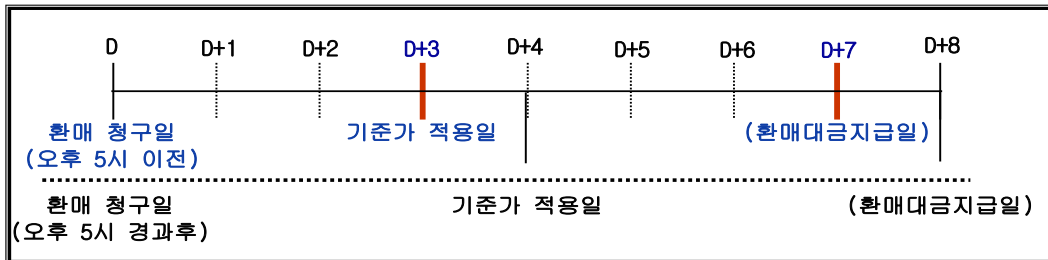 D D+1 D+2 D+3 D+4 D+5 D+6 D+7 D+8
환매 청구일 기준가 적용일 (환매대금지급일)
(오후 5시 이전)
환매 청구일 기준가 적용일 (환매대금지급일)
(오후 5시 경과후)